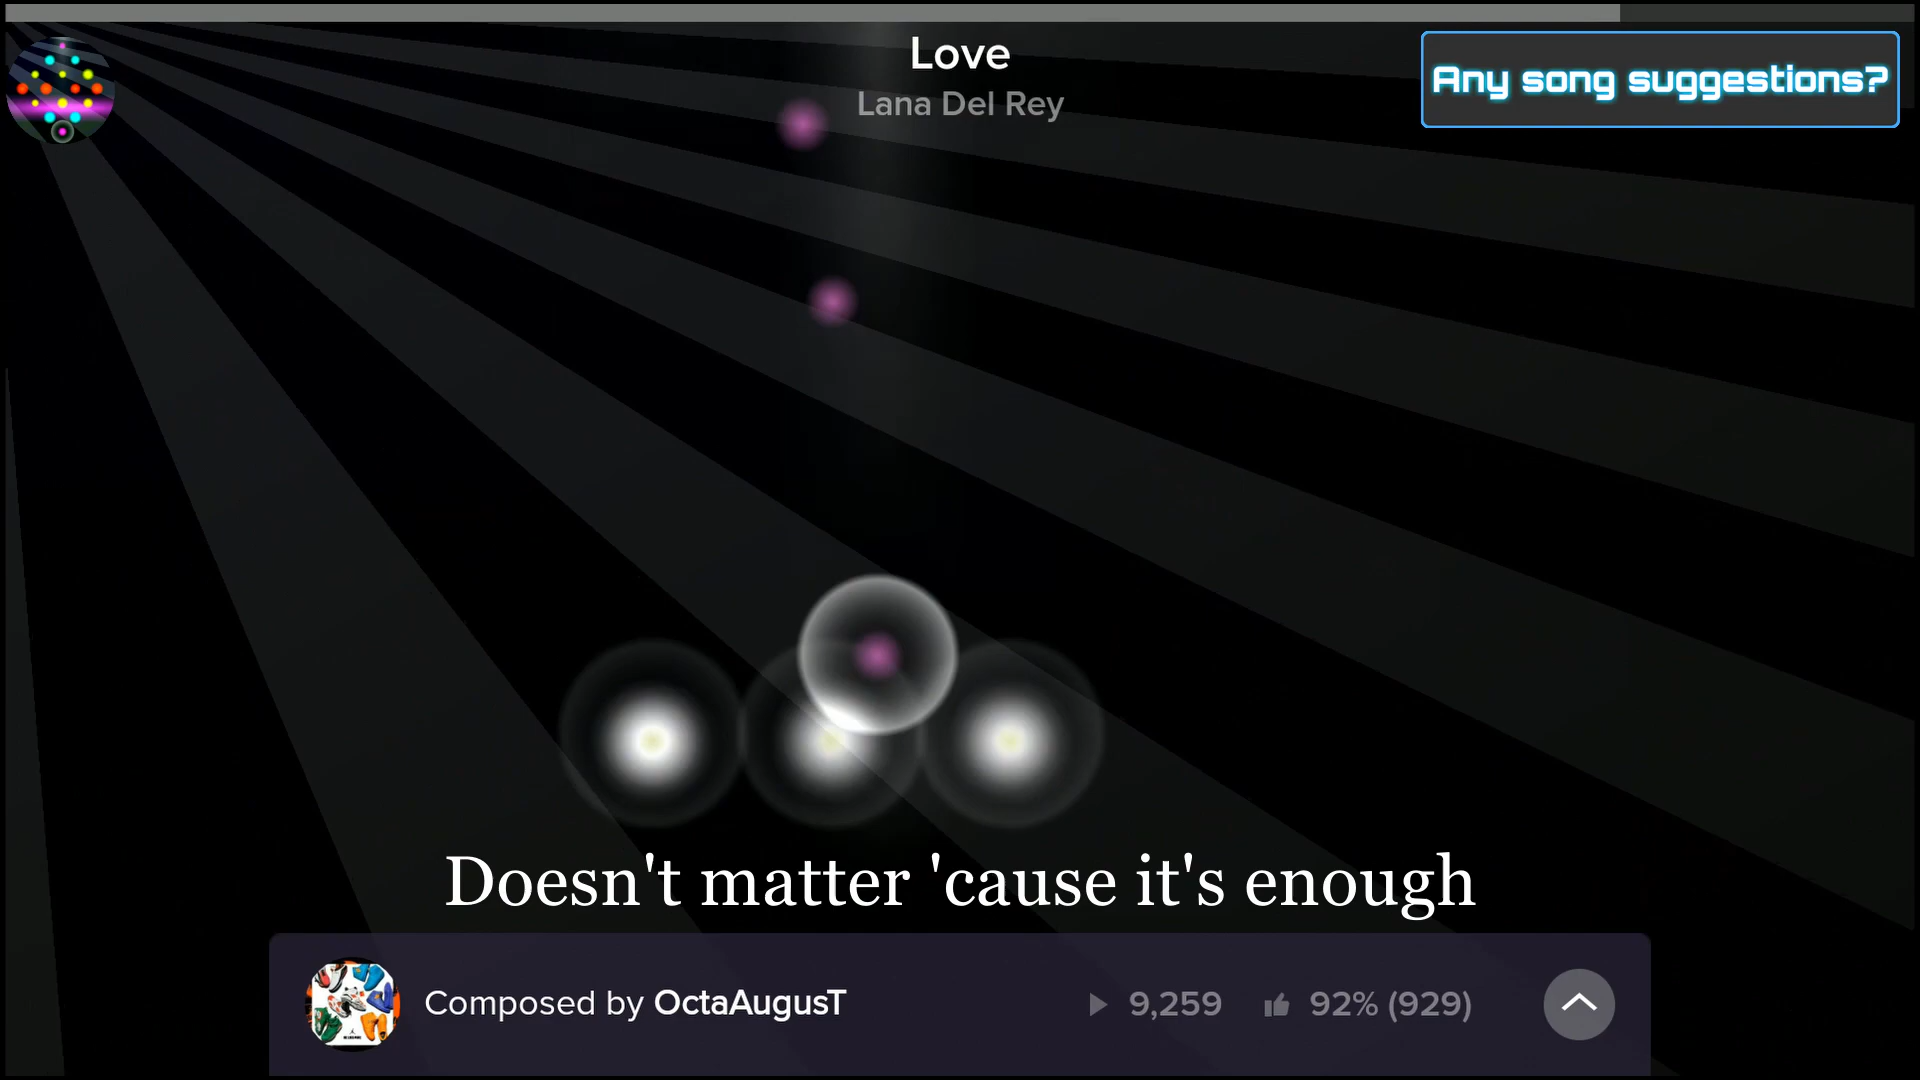 Love
Lana Del Rey
Any song suggestions?
Doesn't matter 'cause it's enough
Composed by OctaAugusT
9,259
92% (929)